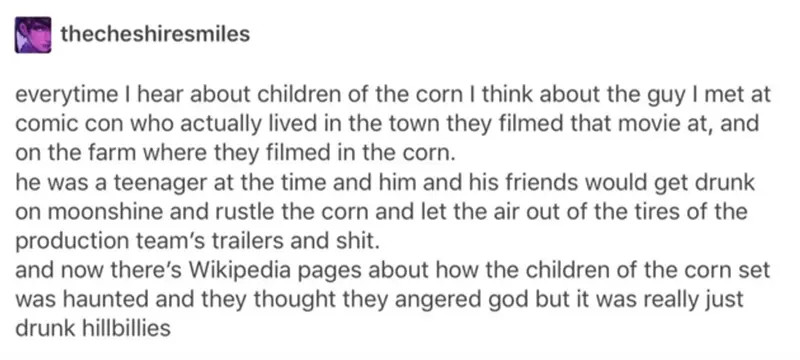 thecheshiresmiles
everytime I hear about children of the corn I think about the guy I met at
comic con who actually lived in the town they filmed that movie at, and
on the farm where they filmed in the corn.
he was a teenager at the time and him and his friends would get drunk
on moonshine and rustle the corn and let the air out of the tires of the
production team's trailers and shit.
and now there's Wikipedia pages about how the children of the corn set
was haunted and they thought they angered god but it was really just
drunk hillbillies